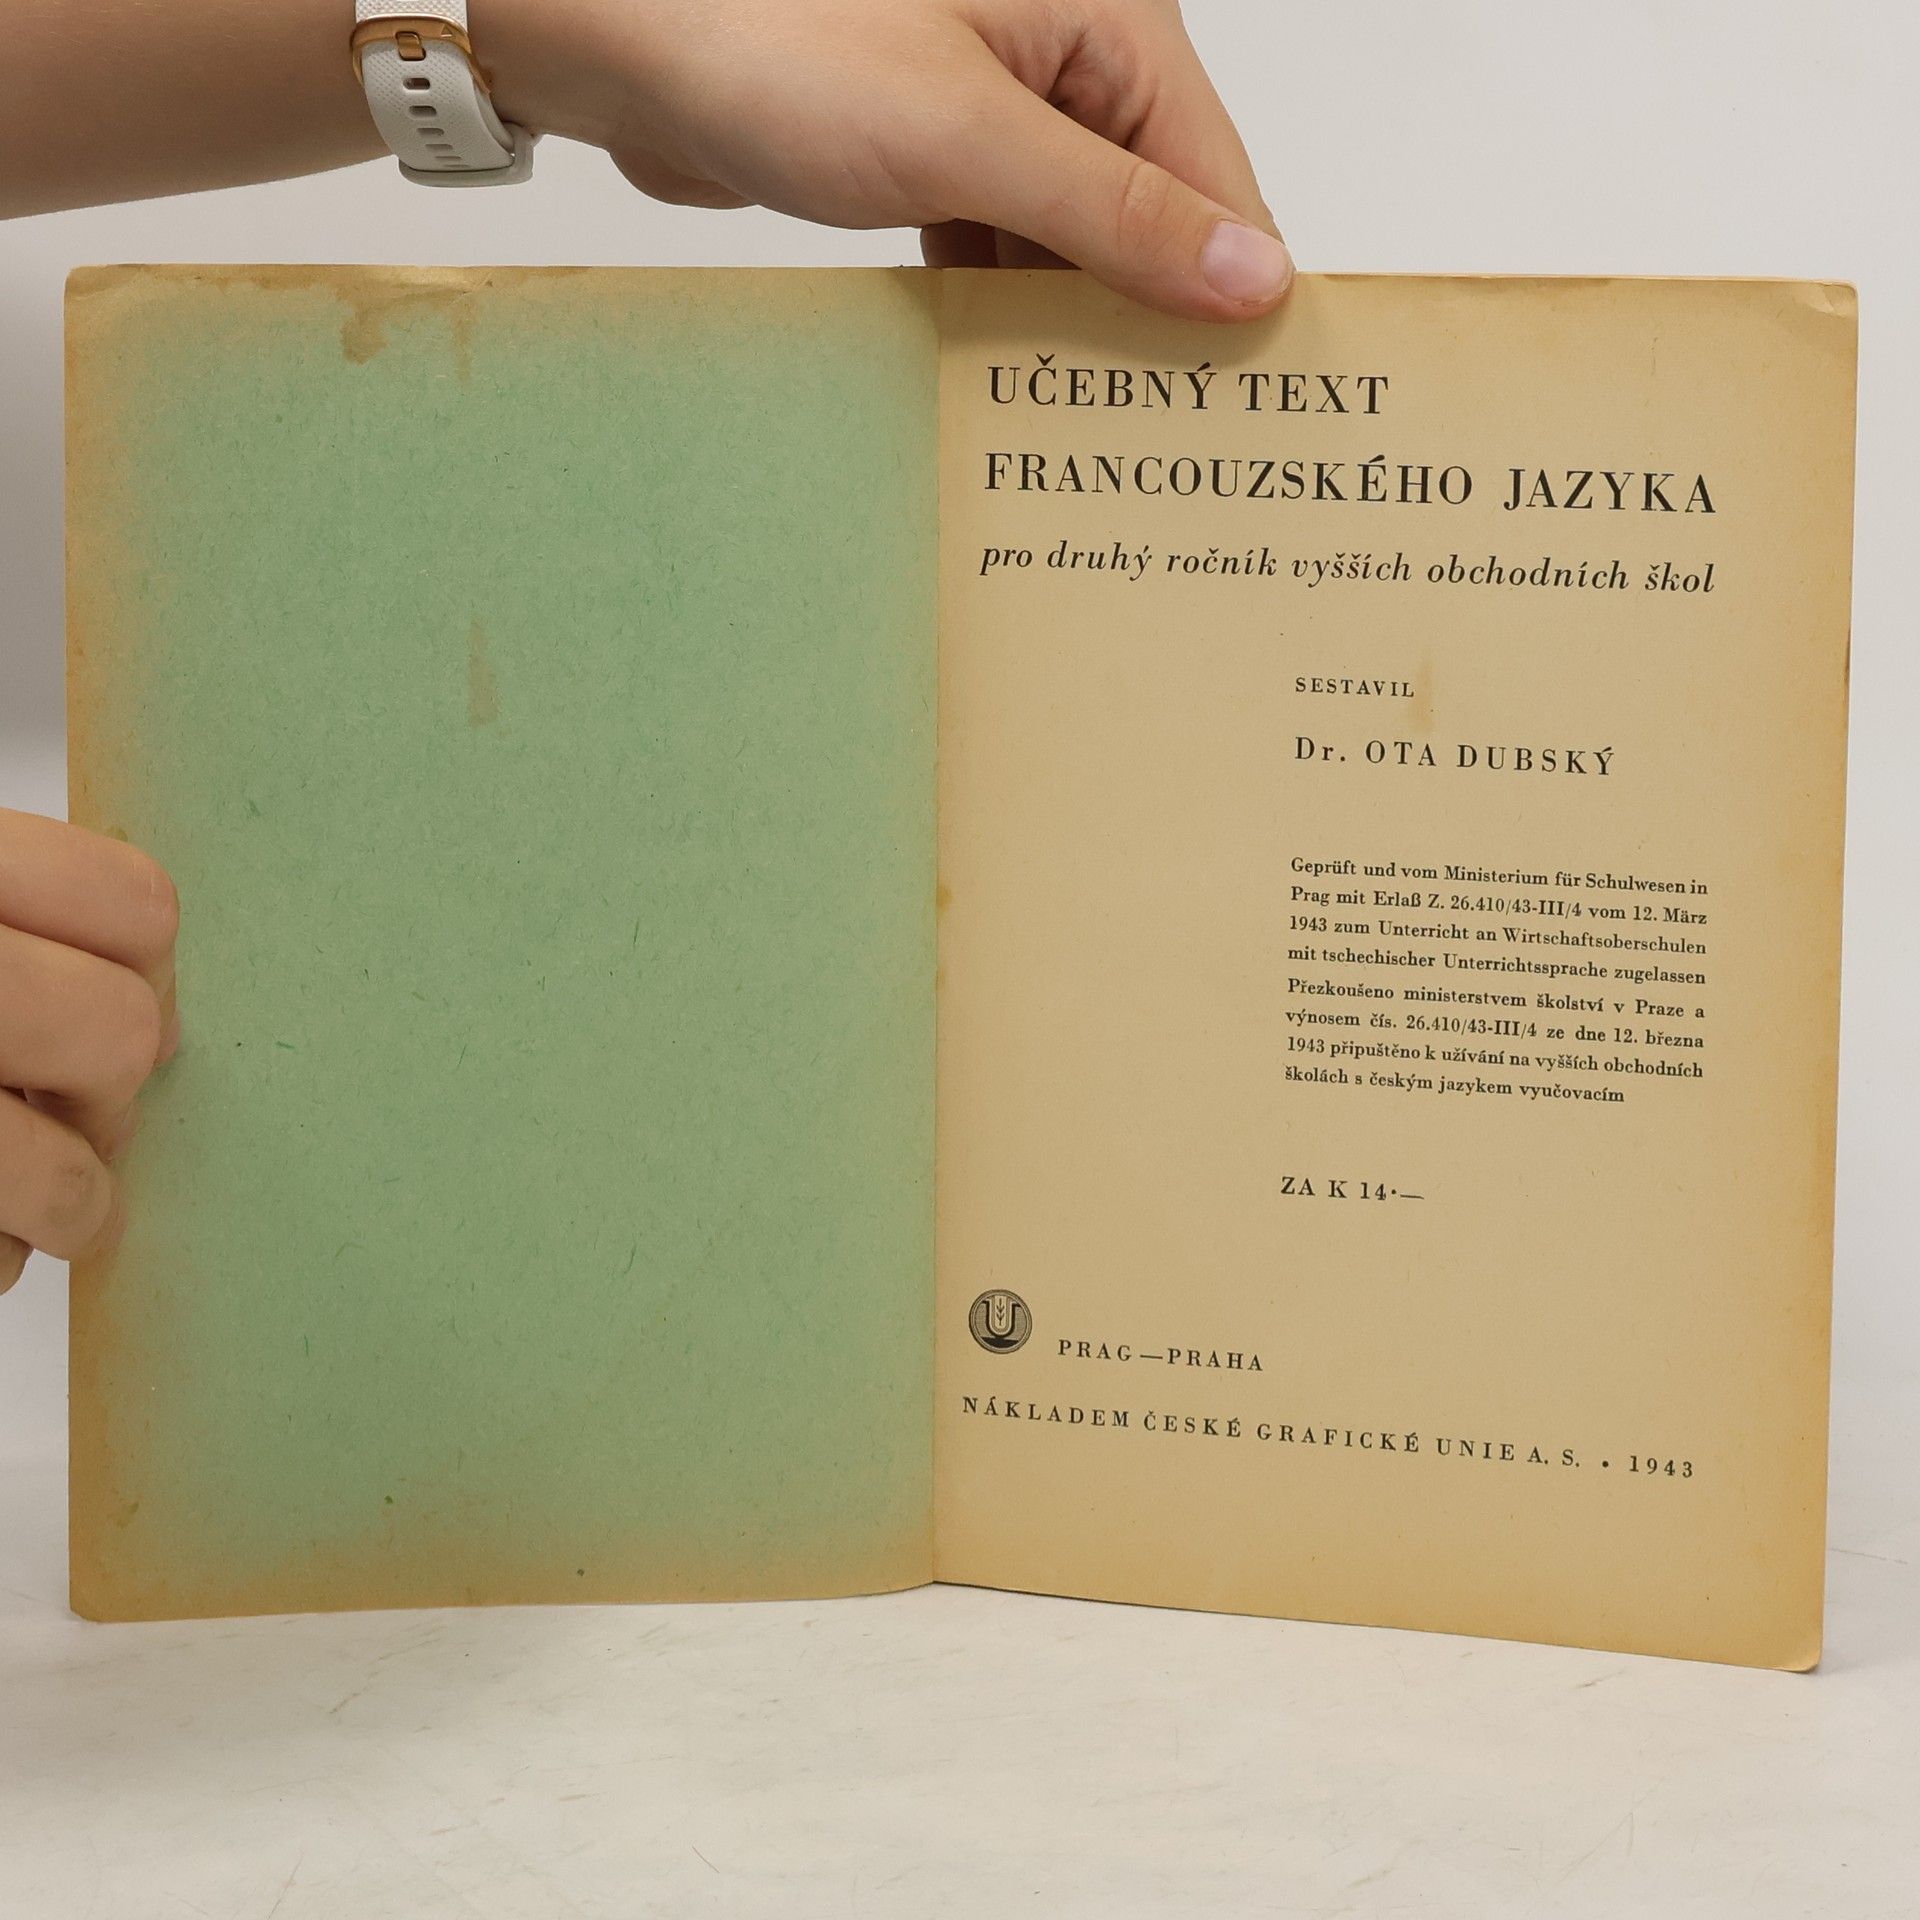 UČEBNÝ TEXT
FRANCOUZSKÉHO JAZYKA
pro druhý ročník vyšších obchodních škol
SESTAVIL
Dr. OTA DUBSKÝ
Geprüft und vom Ministerium für Schulwesen in
Prag mit Erlaß Z. 26.410/43-III/4 vom 12. März
1943 zum Unterricht an Wirtschaftsoberschulen
mit tschechischer Unterrichtssprache zugelassen
Přezkoušeno ministerstvem školství v Praze a
výnosem čís. 26.410/43-III/4 ze dne 12. března
1943 připuštěno k užívání na vyšších obchodních
školách s českým jazykem vyučovacím
ZA K 14·—
PRAG—PRAHA
NÁKLADEM ČESKÉ GRAFICKÉ UNIE A. S. • 1943